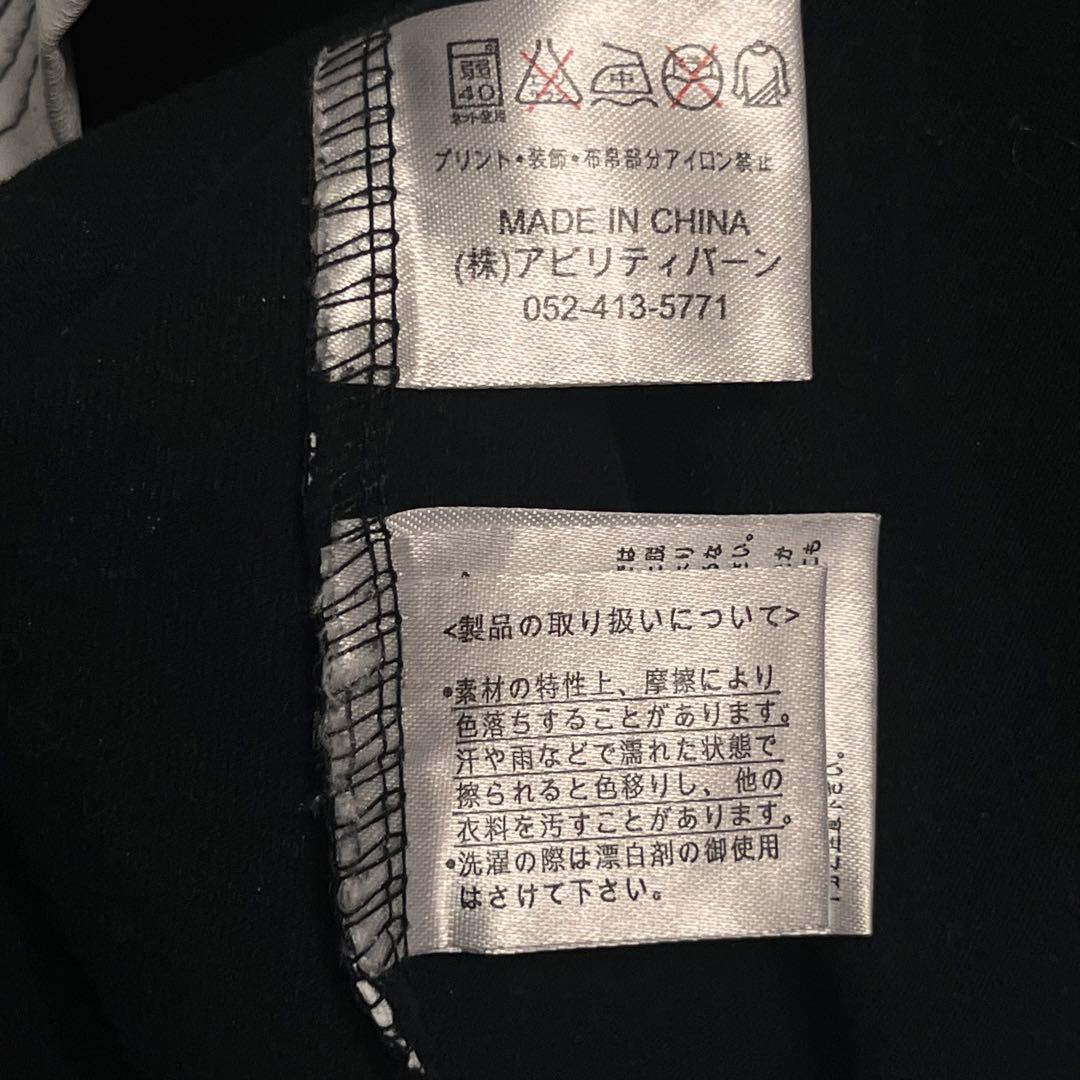 弱
40
ネット使用
中
プリント・装飾・布帛部分アイロン禁止
MADE IN CHINA
(株)アビリティバーン
052-413-5771
<製品の取り扱いについて>
•素材の特性上、摩擦により
色落ちすることがあります。
汗や雨などで濡れた状態で
擦られると色移りし、他の
衣料を汚すことがあります。
•洗濯の際は漂白剤の御使用
はさけて下さい。